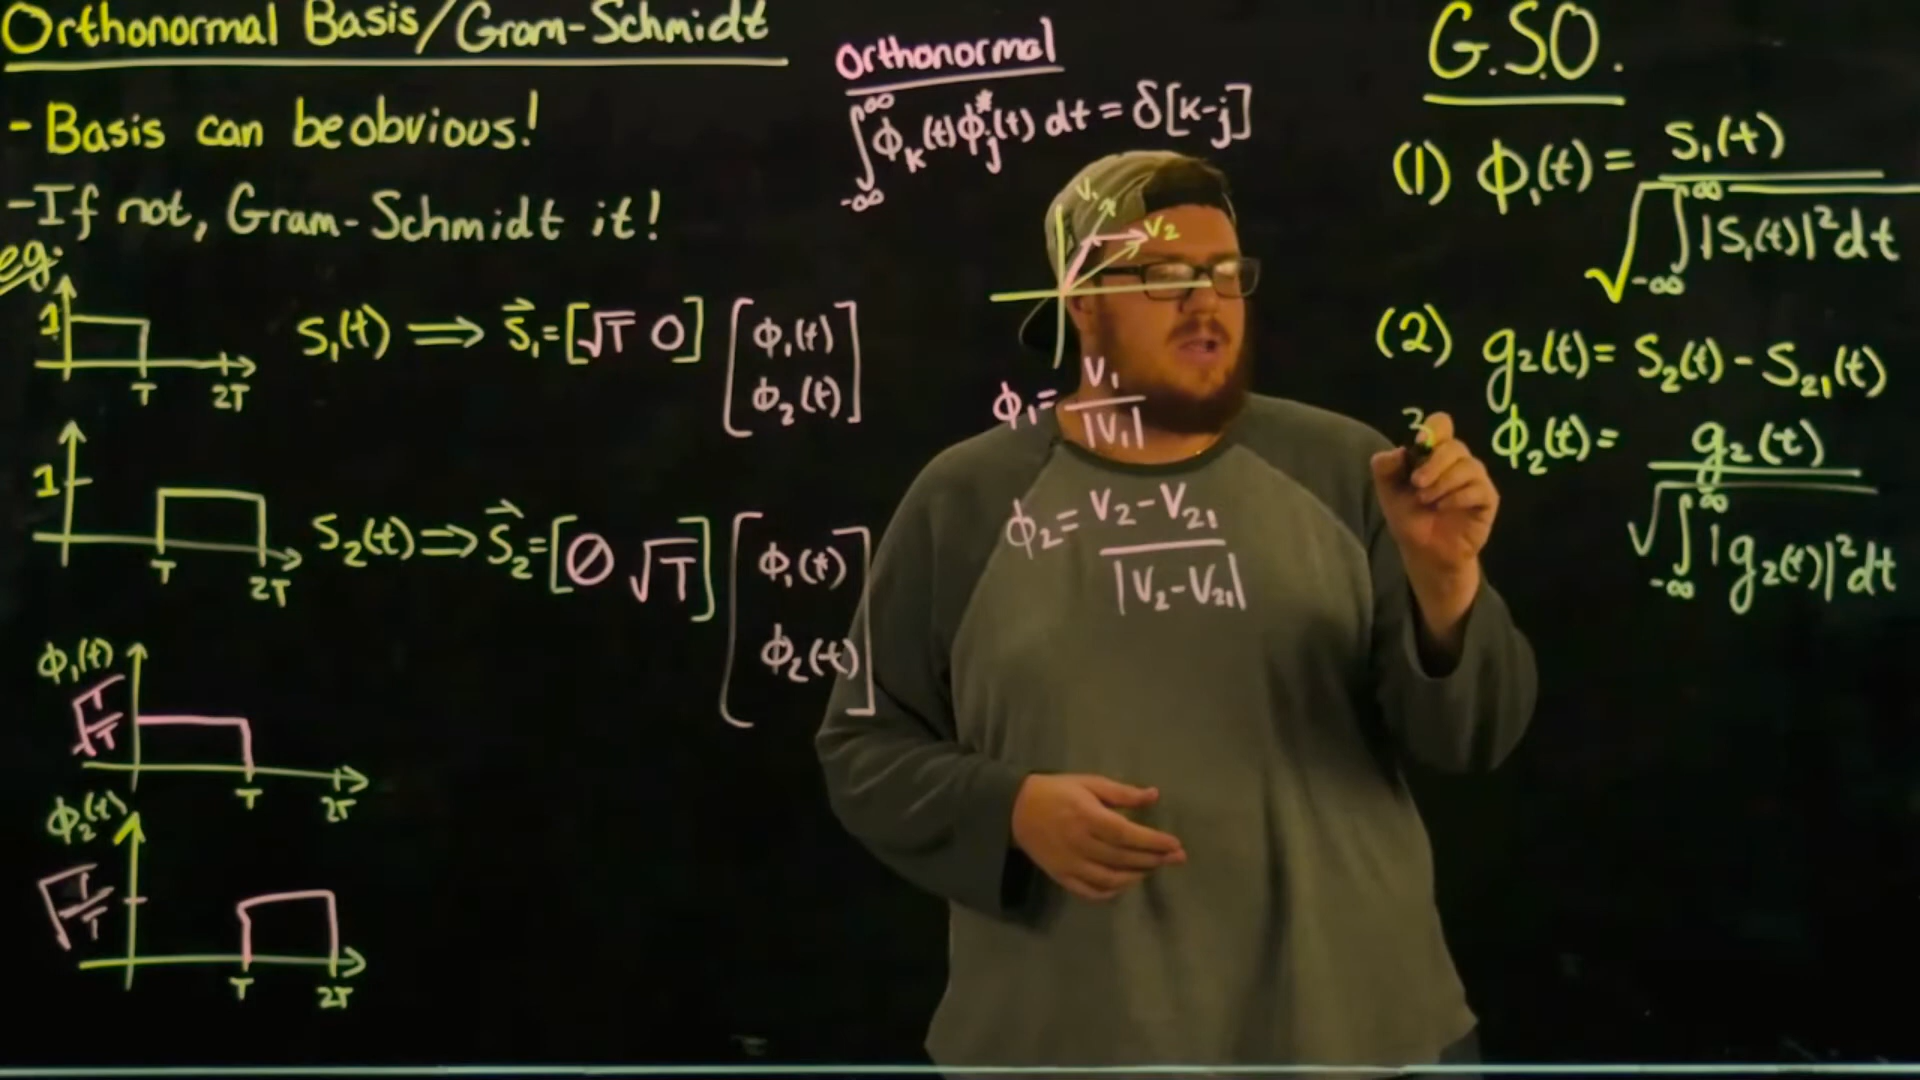 Orthonormal Basis/Gram-Schmidt
- Basis can be obvious!
- If not, Gram-Schmidt it!
eg:
1
T 2T
S₁(t) ⟹ S⃗₁ = [√T 0] [ϕ₁(t)
ϕ₂(t)]
1
T 2T
S₂(t) ⟹ S⃗₂ = [∅ √T] [ϕ₁(t)
ϕ₂(t)]
ϕ₁(t)
T 2T
ϕ₂(t)
T 2T
Orthonormal
∫_{-∞}^{∞} ϕₖ(t) ϕⱼ*(t) dt = δ[k-j]
V₁
V₂
ϕ₁ = V₁ / |V₁|
ϕ₂ = V₂ - V₂₁ / |V₂ - V₂₁|
G.S.O.
(1) ϕ₁(t) = S₁(t) / √∫_{-∞}^{∞} |S₁(t)|² dt
(2) g₂(t) = S₂(t) - S₂₁(t)
ϕ₂(t) = g₂(t) / √∫_{-∞}^{∞} |g₂(t)|² dt